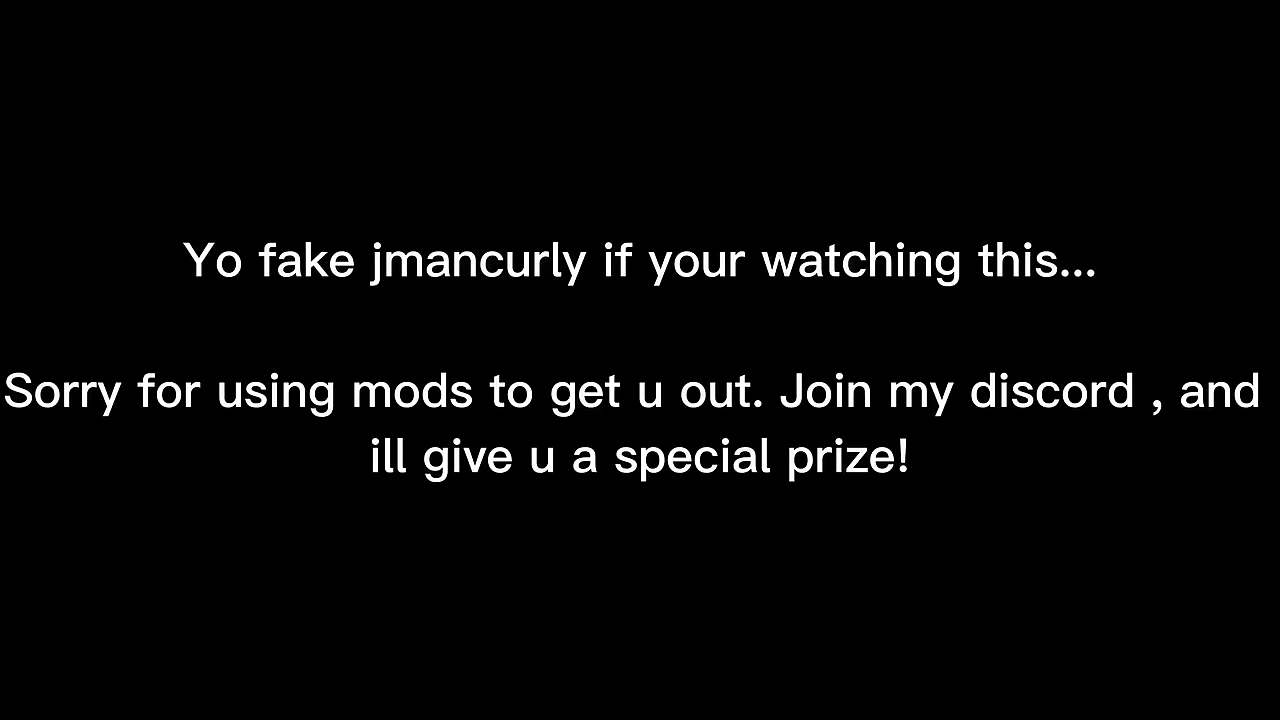 Yo fake jmancurly if your watching this...
Sorry for using mods to get u out. Join my discord , and
ill give u a special prize!